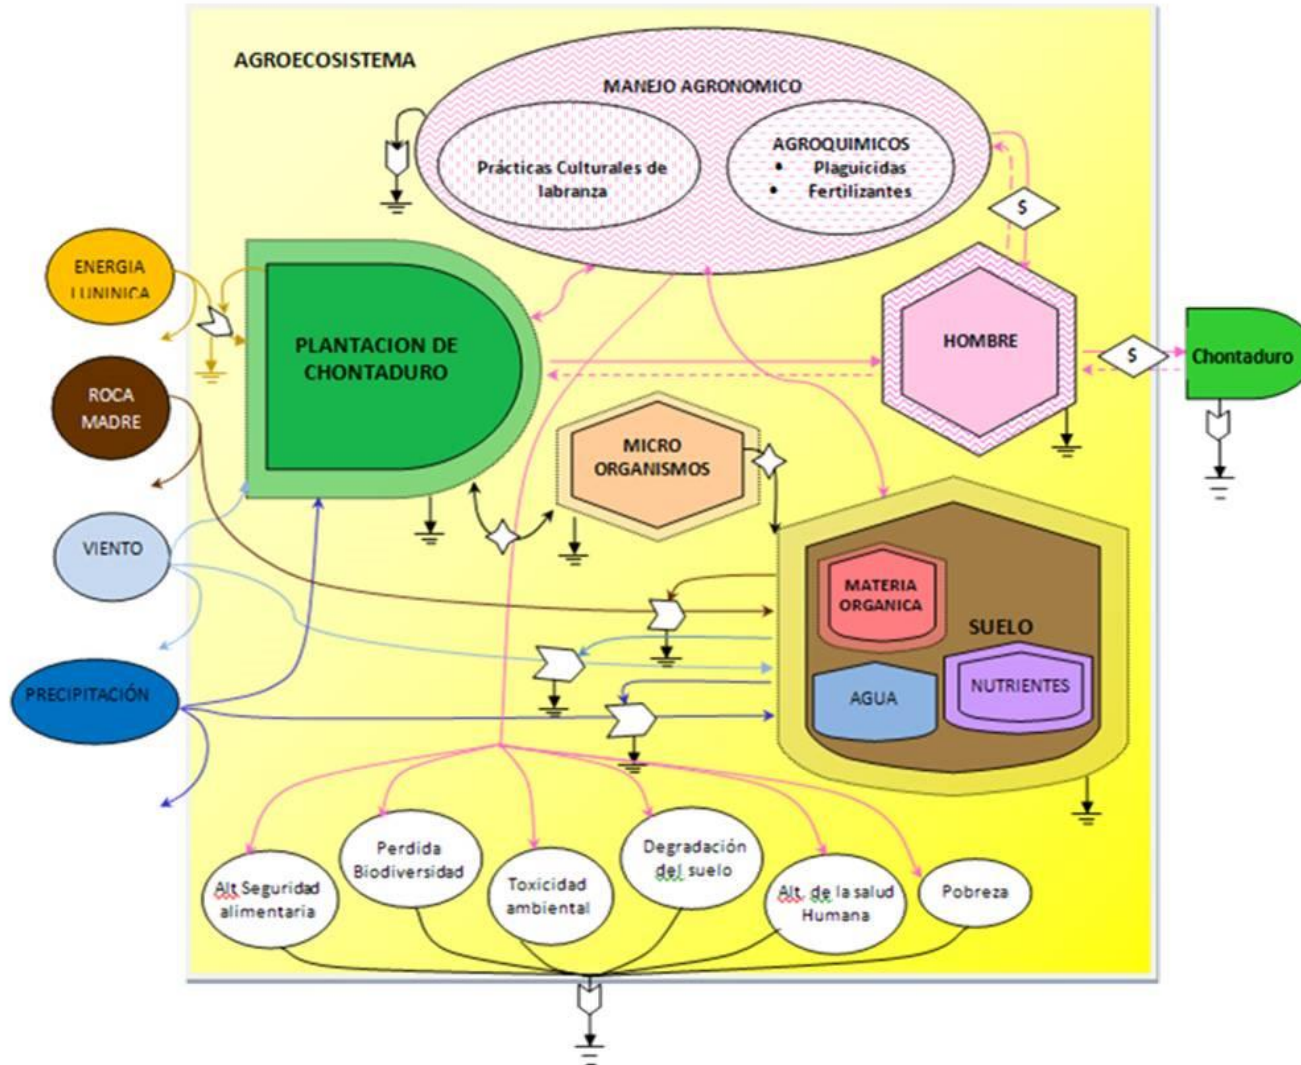 AGROECOSISTEMA
MANEJO AGRONOMICO
Prácticas Culturales de
labranza
AGROQUIMICOS
• Plaguicidas
• Fertilizantes
$
ENERGIA
LUNINICA
PLANTACION DE
CHONTADURO
HOMBRE
$
Chontaduro
ROCA
MADRE
MICRO
ORGANISMOS
VIENTO
MATERIA
ORGANICA
SUELO
PRECIPITACIÓN
AGUA
NUTRIENTES
Alt Seguridad
alimentaria
Perdida
Biodiversidad
Toxicidad
ambiental
Degradación
del suelo
Alt. de la salud
Humana
Pobreza